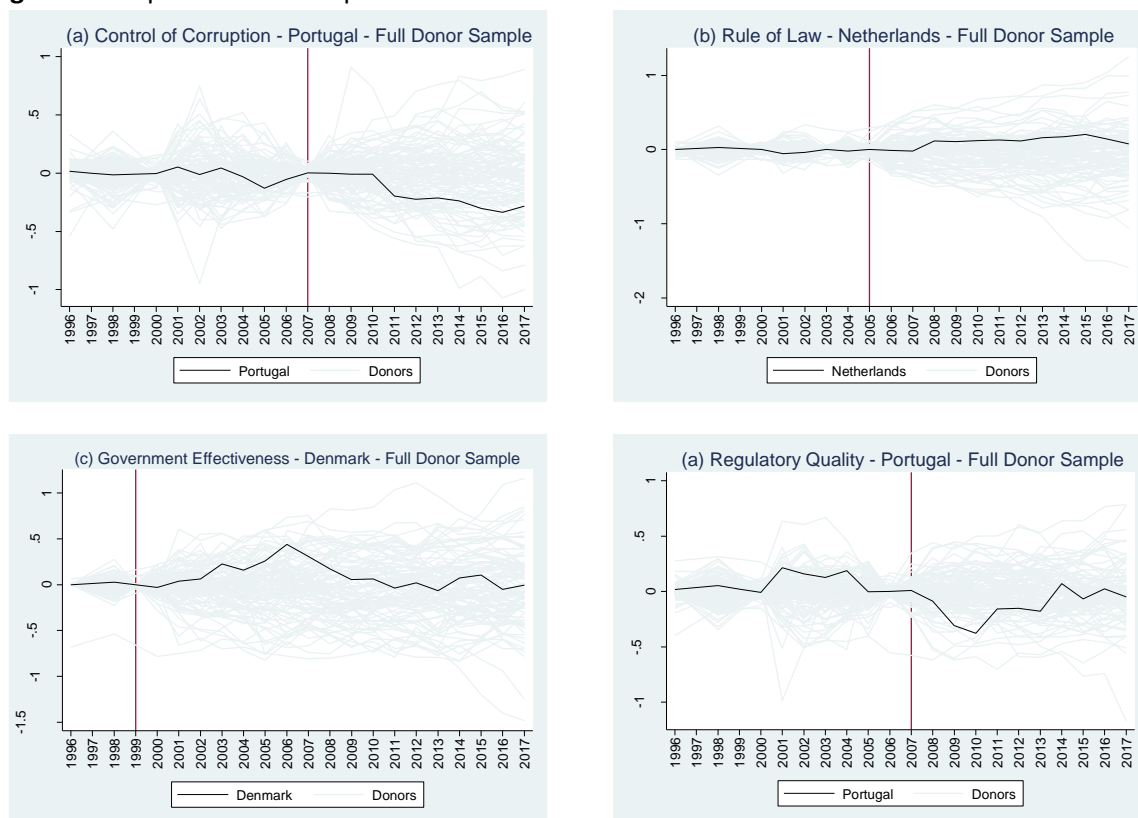 (a) Control of Corruption - Portugal - Full Donor Sample
1
.5
0
-.5
-1
1996 1997 1998 1999 2000 2001 2002 2003 2004 2005 2006 2007 2008 2009 2010 2011 2012 2013 2014 2015 2016 2017
Portugal Donors
(b) Rule of Law - Netherlands - Full Donor Sample
1
0
-1
-2
1996 1997 1998 1999 2000 2001 2002 2003 2004 2005 2006 2007 2008 2009 2010 2011 2012 2013 2014 2015 2016 2017
Netherlands Donors
(c) Government Effectiveness - Denmark - Full Donor Sample
1
.5
0
-.5
-1
-1.5
1996 1997 1998 1999 2000 2001 2002 2003 2004 2005 2006 2007 2008 2009 2010 2011 2012 2013 2014 2015 2016 2017
Denmark Donors
(a) Regulatory Quality - Portugal - Full Donor Sample
1
.5
0
-.5
-1
1996 1997 1998 1999 2000 2001 2002 2003 2004 2005 2006 2007 2008 2009 2010 2011 2012 2013 2014 2015 2016 2017
Portugal Donors